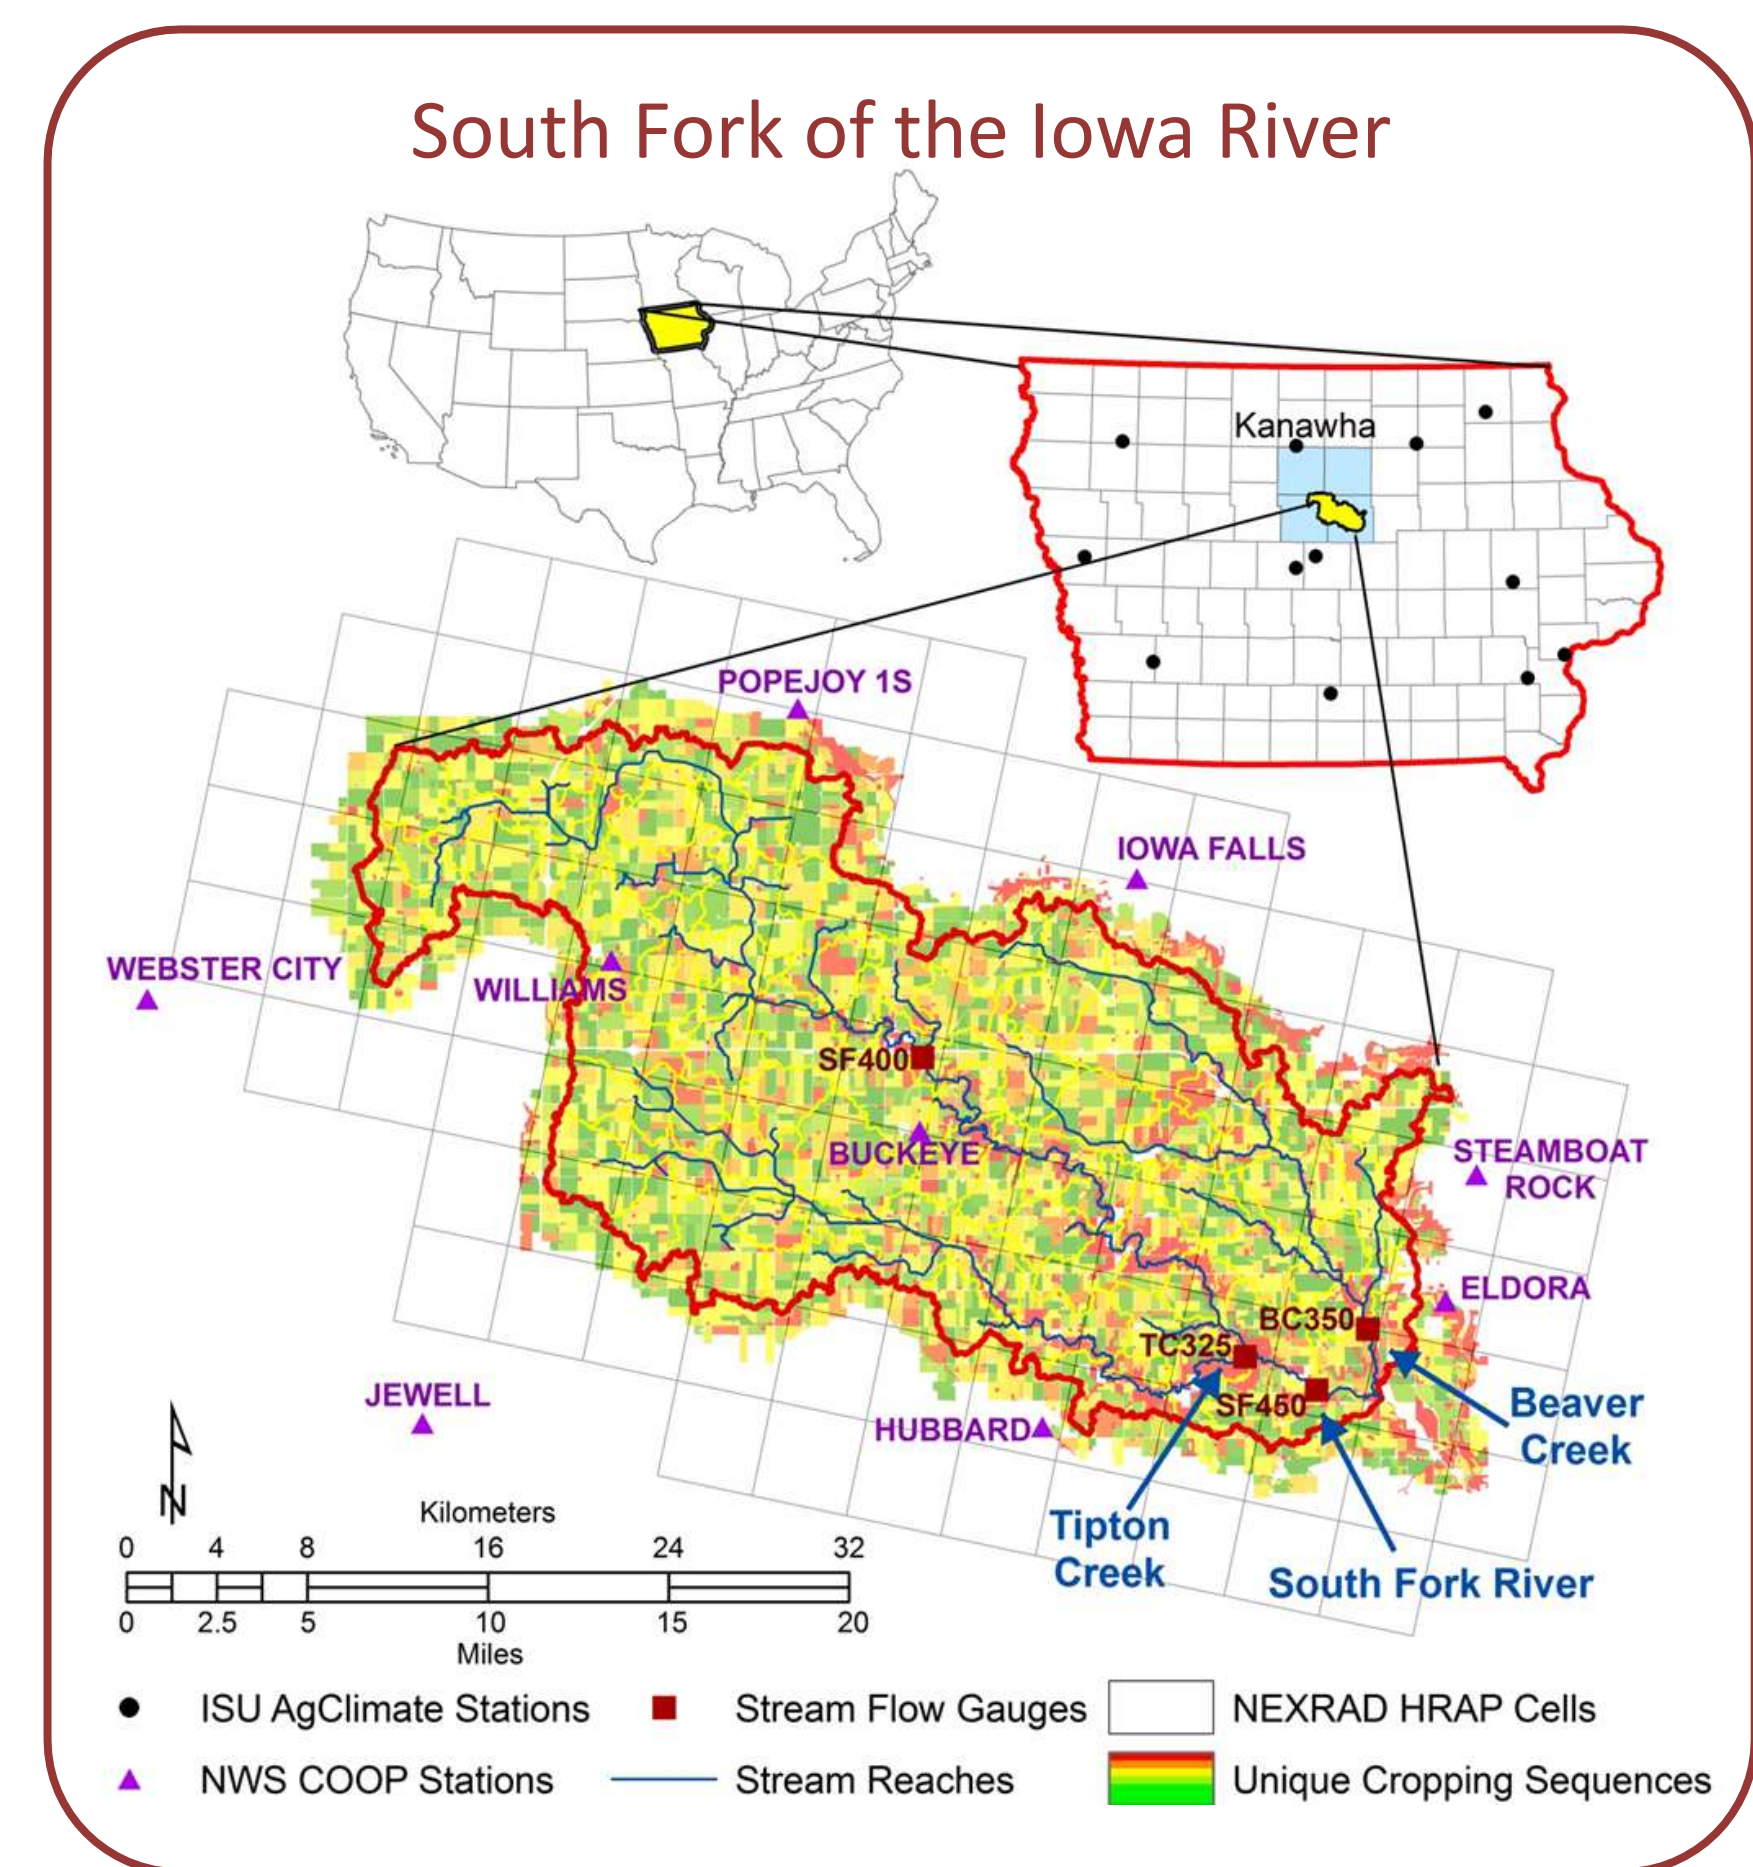 South Fork of the Iowa River
Kanawha
POPEJOY 1S
IOWA FALLS
WEBSTER CITY
WILLIAMS
SF400
BUCKEYE
STEAMBOAT
ROCK
ELDORA
BC350
TC325
SF450
JEWELL
HUBBARD
Beaver
Creek
Tipton
Creek
South Fork River
N
Kilometers
0 4 8 16 24 32
0 2.5 5 10 15 20
Miles
ISU AgClimate Stations
Stream Flow Gauges
NEXRAD HRAP Cells
NWS COOP Stations
Stream Reaches
Unique Cropping Sequences